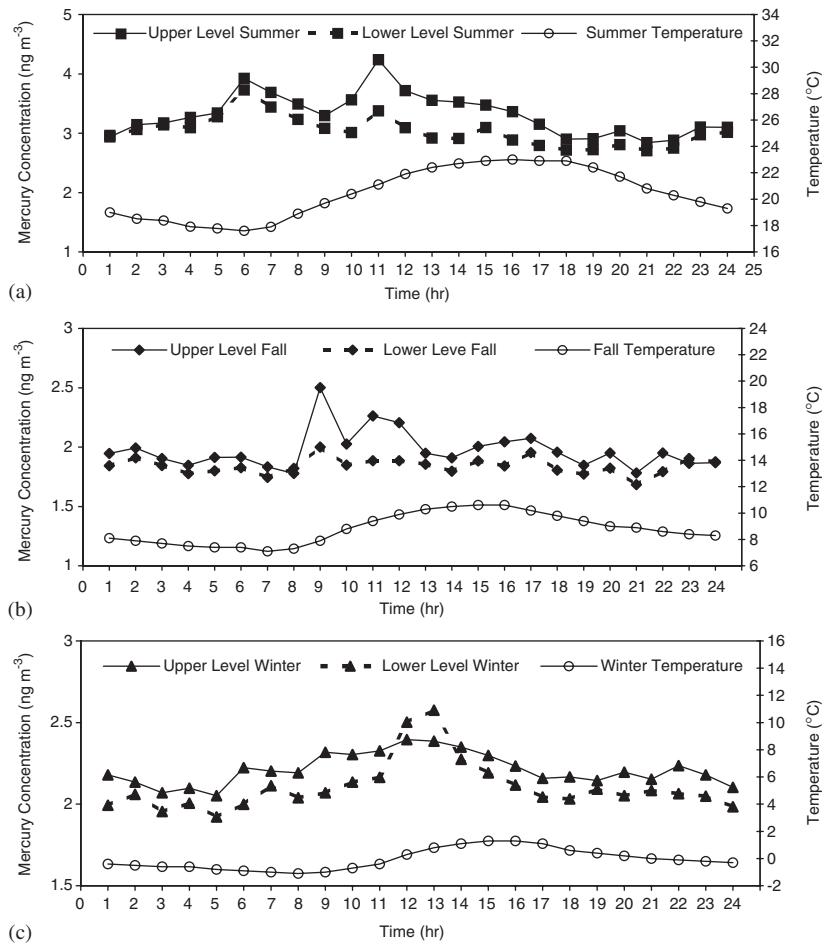 Upper Level Summer Lower Level Summer Summer Temperature
Mercury Concentration (ng m-3)
5
4
3
2
1
Temperature (°C)
34
32
30
28
26
24
22
20
18
16
0 1 2 3 4 5 6 7 8 9 10 11 12 13 14 15 16 17 18 19 20 21 22 23 24 25
Time (hr)
(a)
Upper Level Fall Lower Leve Fall Fall Temperature
Mercury Concentration (ng m-3)
3
2.5
2
1.5
1
Temperature (°C)
24
22
20
18
16
14
12
10
8
6
0 1 2 3 4 5 6 7 8 9 10 11 12 13 14 15 16 17 18 19 20 21 22 23 24
Time (hr)
(b)
Upper Level Winter Lower Level Winter Winter Temperature
Mercury Concentration (ng m-3)
3
2.5
2
1.5
Temperature (°C)
16
14
12
10
8
6
4
2
0
-2
0 1 2 3 4 5 6 7 8 9 10 11 12 13 14 15 16 17 18 19 20 21 22 23 24
Time (hr)
(c)